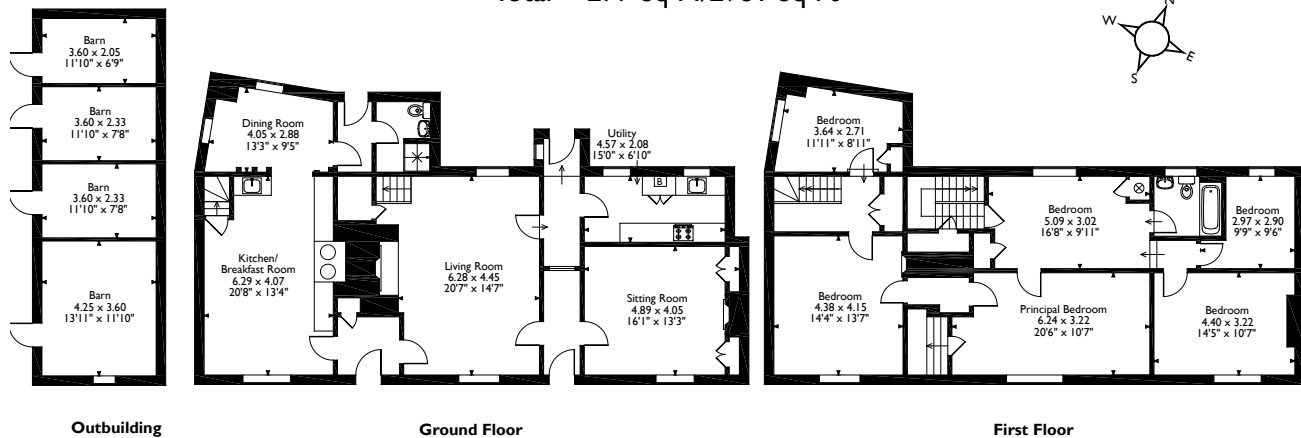 N
W
E
S
Barn
3.60 x 2.05
11'10" x 6'9"
Barn
3.60 x 2.33
11'10" x 7'8"
Barn
3.60 x 2.33
11'10" x 7'8"
Barn
4.25 x 3.60
13'11" x 11'10"
Outbuilding
Dining Room
4.05 x 2.88
13'3" x 9'5"
Utility
4.57 x 2.08
15'0" x 6'10"
B
Kitchen/
Breakfast Room
6.29 x 4.07
20'8" x 13'4"
Living Room
6.28 x 4.45
20'7" x 14'7"
Sitting Room
4.89 x 4.05
16'1" x 13'3"
Ground Floor
Bedroom
3.64 x 2.71
11'11" x 8'11"
Bedroom
5.09 x 3.02
16'8" x 9'11"
Bedroom
2.97 x 2.90
9'9" x 9'6"
Bedroom
4.38 x 4.15
14'4" x 13'7"
Principal Bedroom
6.24 x 3.22
20'6" x 10'7"
Bedroom
4.40 x 3.22
14'5" x 10'7"
First Floor